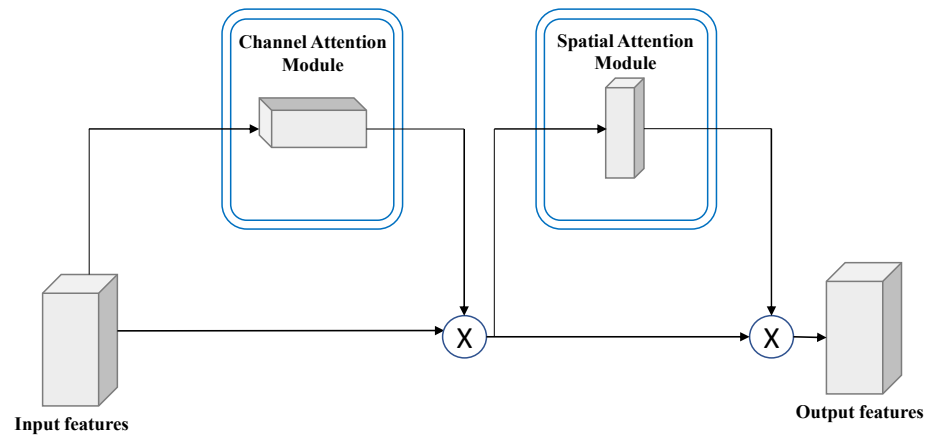 Channel Attention
Module
Spatial Attention
Module
X
X
Input features
Output features